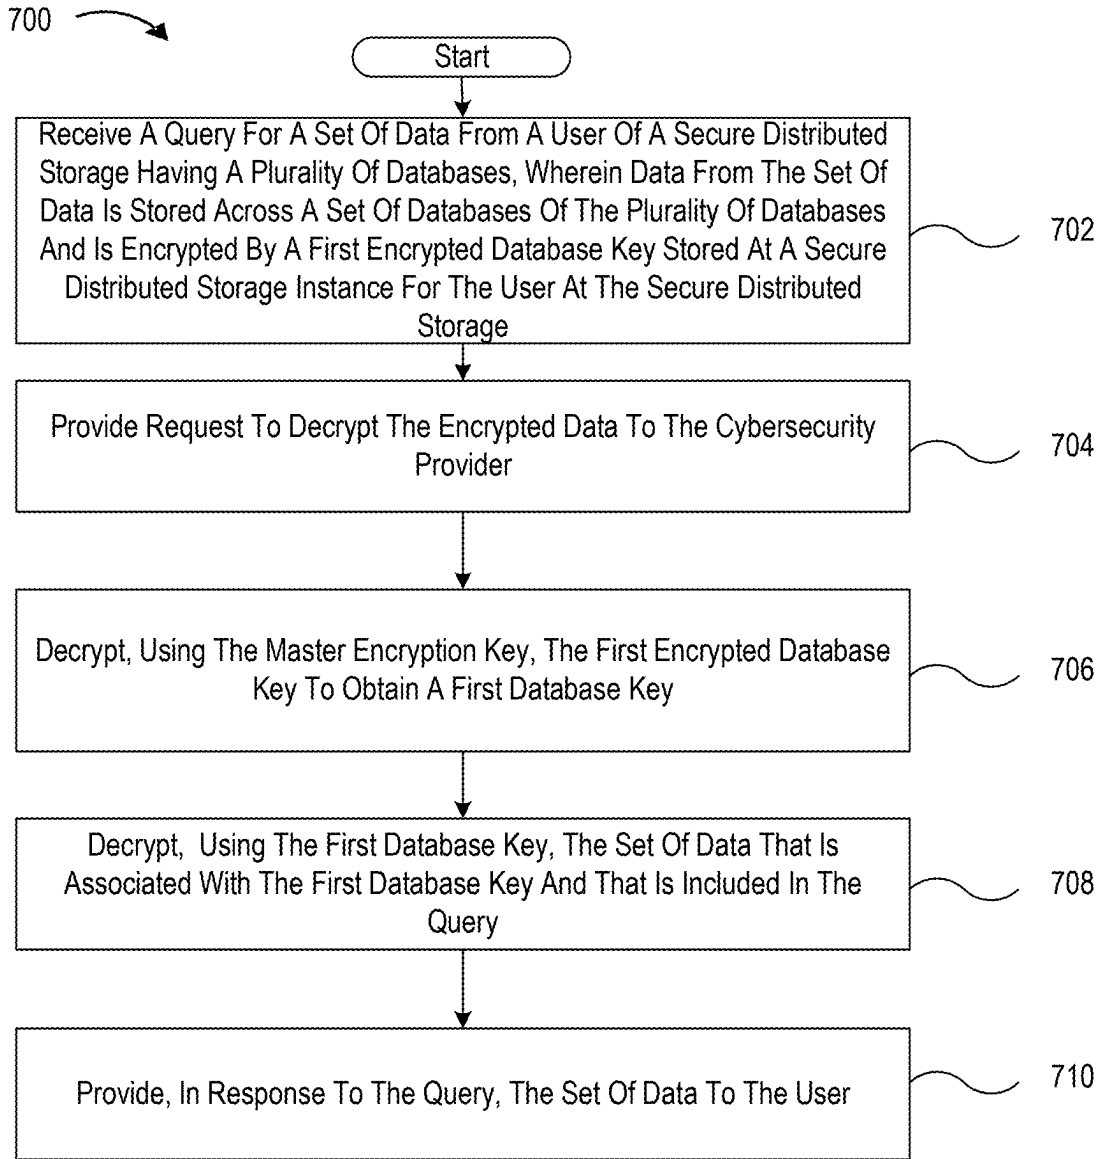 700
Start
Receive A Query For A Set Of Data From A User Of A Secure Distributed
Storage Having A Plurality Of Databases, Wherein Data From The Set Of
Data Is Stored Across A Set Of Databases Of The Plurality Of Databases
And Is Encrypted By A First Encrypted Database Key Stored At A Secure
Distributed Storage Instance For The User At The Secure Distributed
Storage
702
Provide Request To Decrypt The Encrypted Data To The Cybersecurity
Provider
704
Decrypt, Using The Master Encryption Key, The First Encrypted Database
Key To Obtain A First Database Key
706
Decrypt, Using The First Database Key, The Set Of Data That Is
Associated With The First Database Key And That Is Included In The
Query
708
Provide, In Response To The Query, The Set Of Data To The User
710